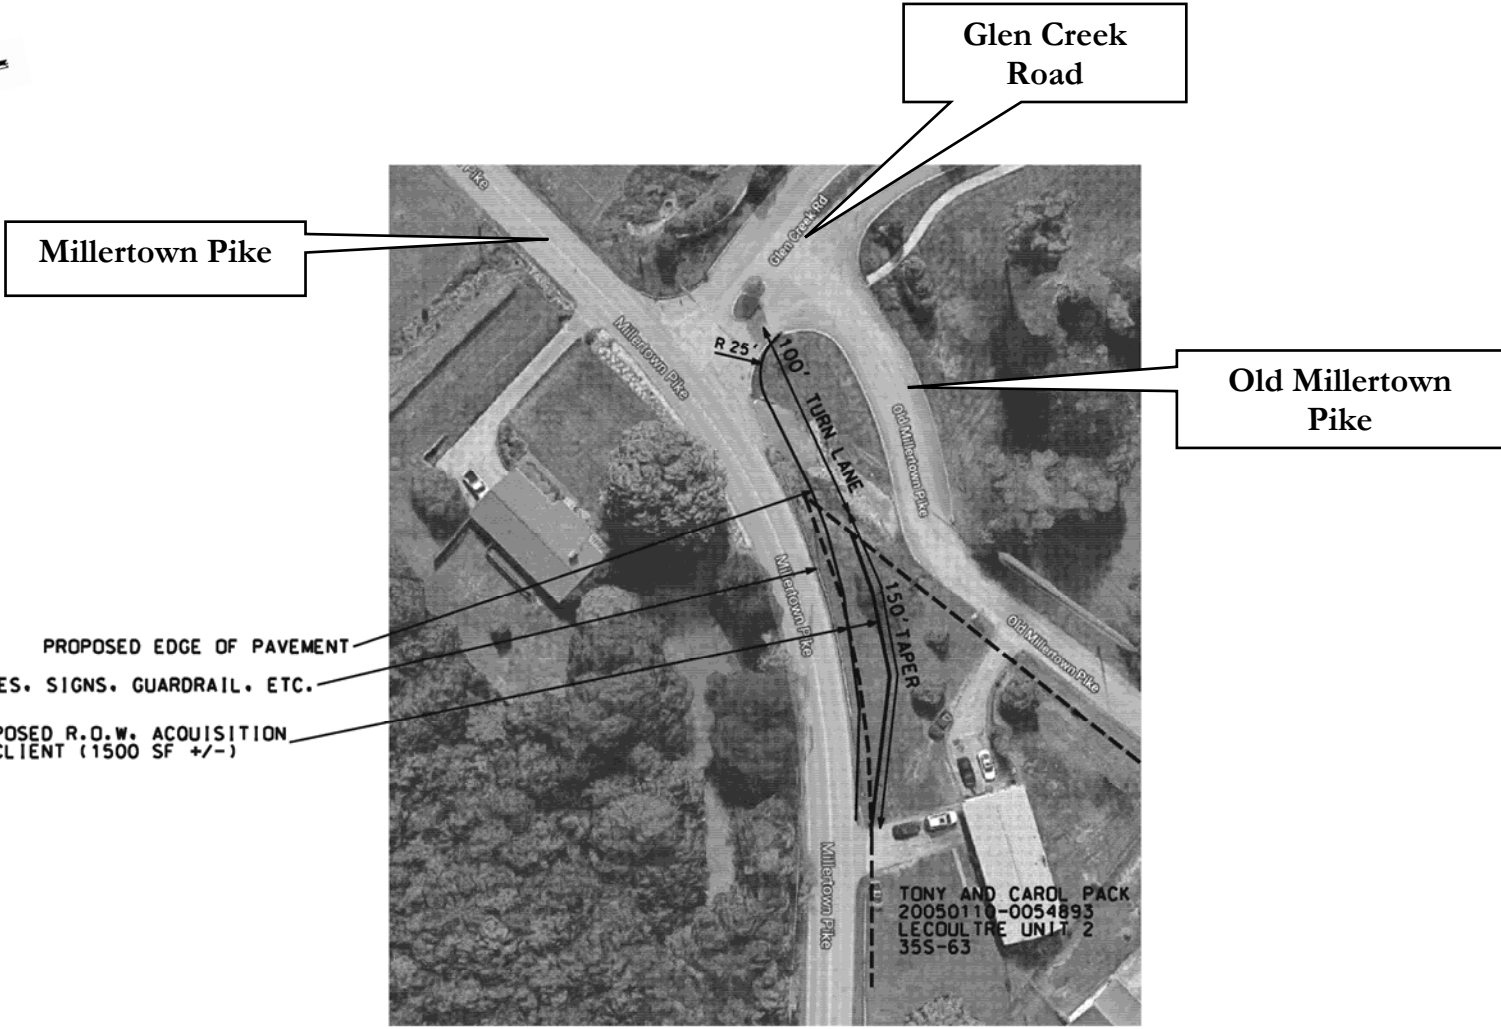 Glen Creek
Road
Pike
Glen Creek Rd
Millertown Pike
Millertown Pike
R 25'
100' TURN LANE
Old Millertown
Pike
Old Millertown Pike
Millertown Pike
150' TAPER
Old Millertown Pike
PROPOSED EDGE OF PAVEMENT
ES. SIGNS. GUARDRAIL. ETC.
POSED R.O.W. ACQUISITION
CLIENT (1500 SF +/-)
Millertown Pike
TONY AND CAROL PACK
20050110-0054893
LECOULTRE UNIT 2
35S-63